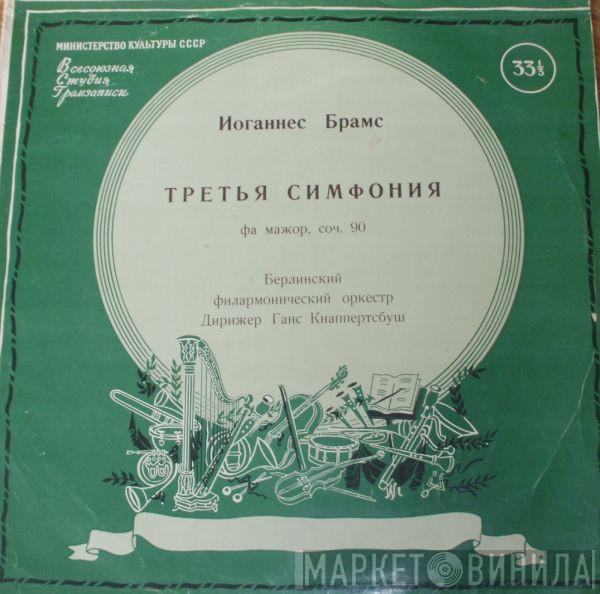 МИНИСТЕРСТВО КУЛЬТУРЫ СССР
Всесоюзная
Студия
Грамзаписи
33⅓
Иоганнес Брамс
ТРЕТЬЯ СИМФОНИЯ
фа мажор, соч. 90
Берлинский
филармонический оркестр
Дирижер Ганс Кнаппертсбуш
МАРКЕТ ВИНИЛА